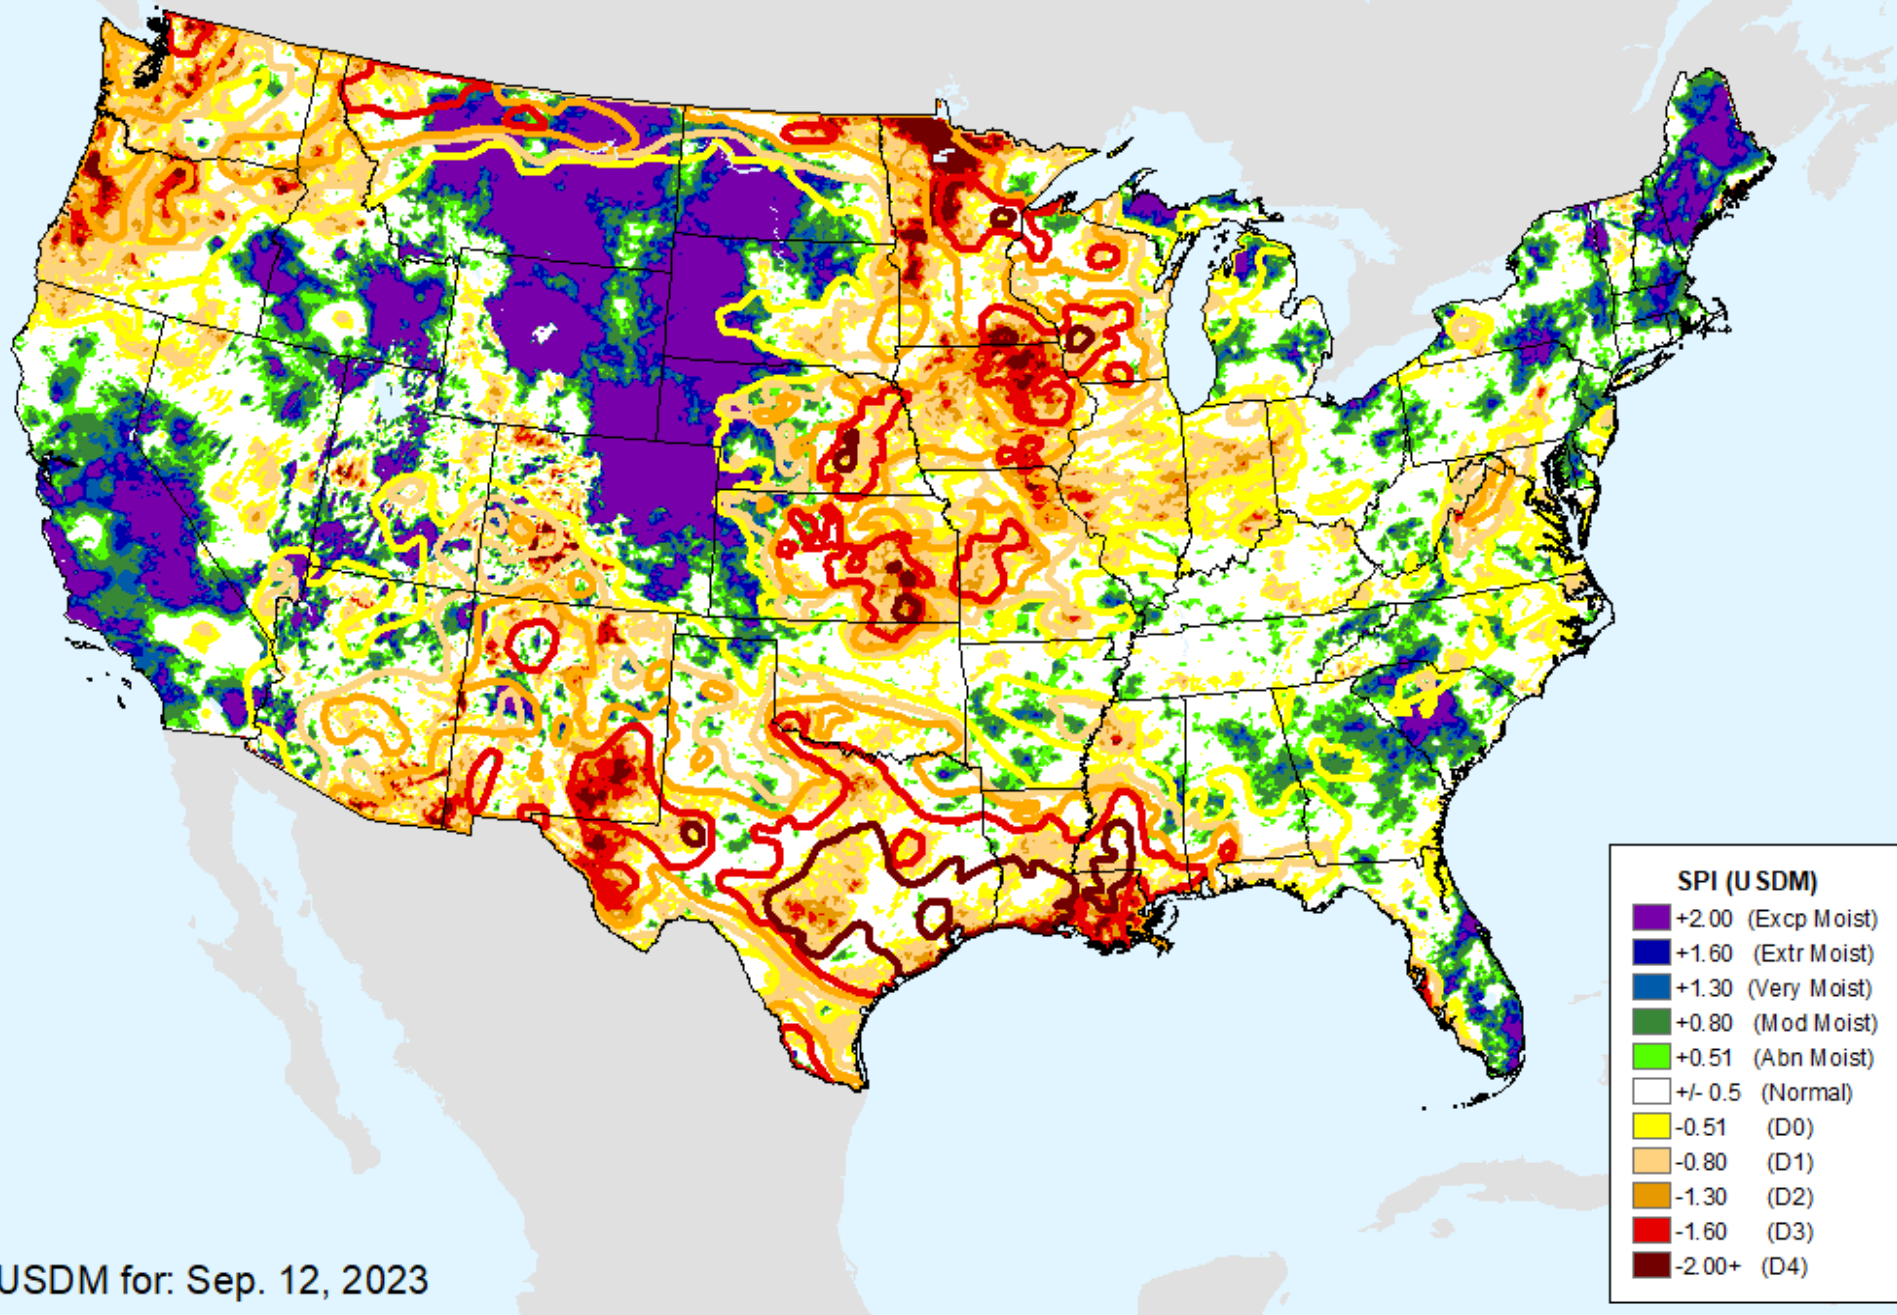 SPI (USDM)
+2.00 (Excp Moist)
+1.60 (Extr Moist)
+1.30 (Very Moist)
+0.80 (Mod Moist)
+0.51 (Abn Moist)
+/- 0.5 (Normal)
-0.51 (D0)
-0.80 (D1)
-1.30 (D2)
-1.60 (D3)
-2.00+ (D4)
USDM for: Sep. 12, 2023